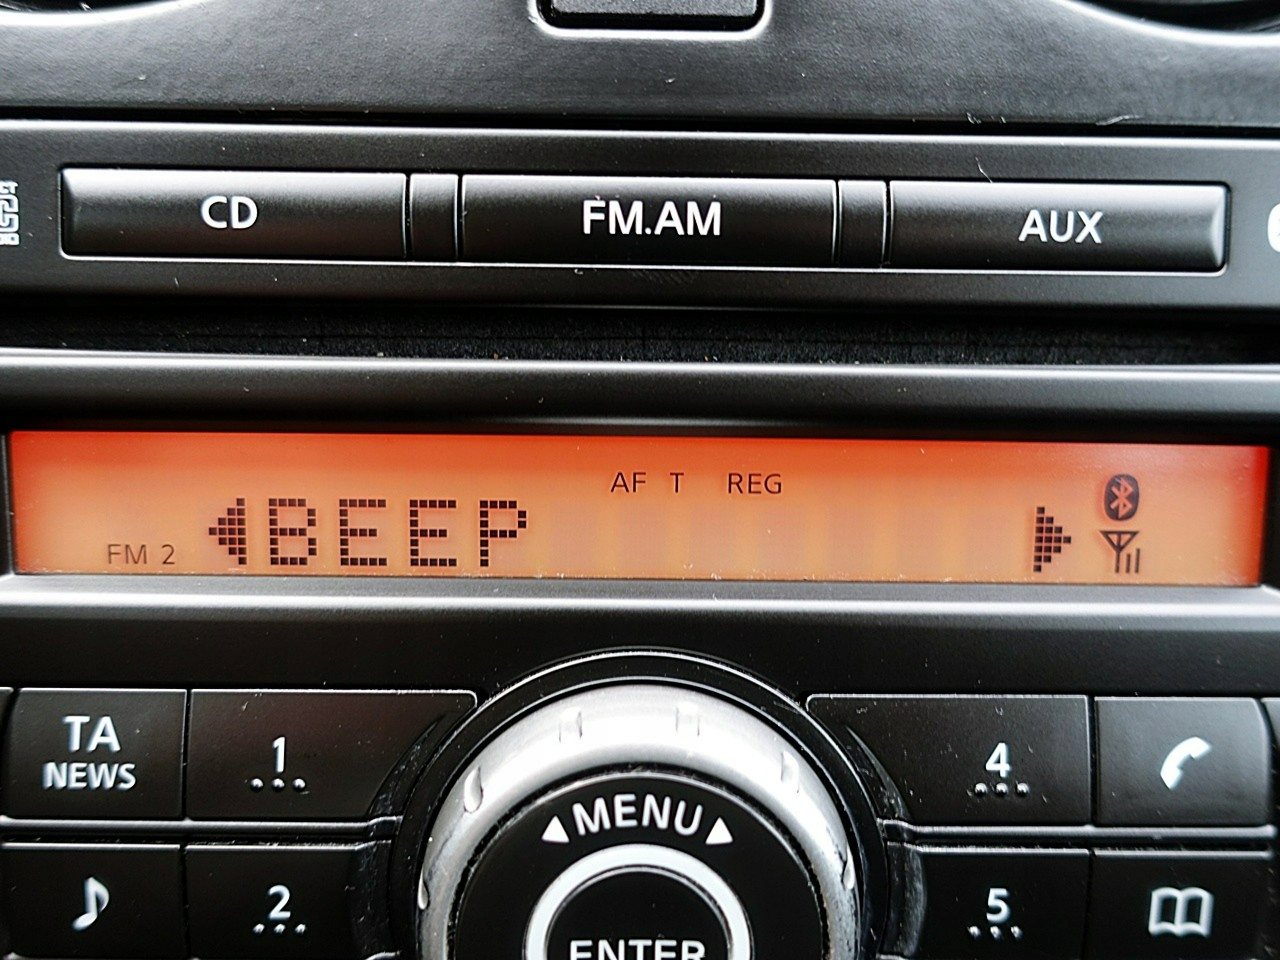 CD FM.AM AUX
AF T REG
FM 2 BEEP
TA
NEWS
1
4
MENU
2
5
ENTER